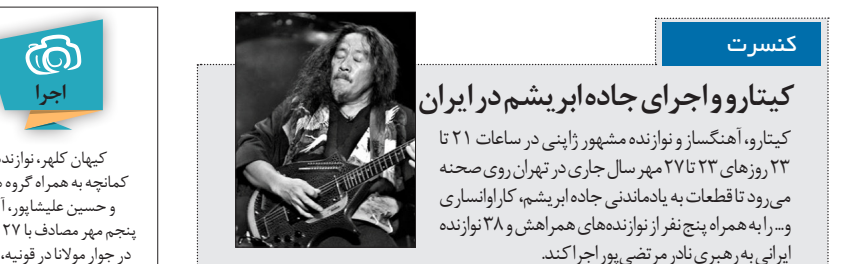 کنسرت
کیتارو و اجرای جاده ابریشم در ایران
کیتارو، آهنگساز و نوازنده مشهور ژاپنی در ساعات ۲۱ تا
۲۳ روزهای ۲۳ تا ۲۷ مهر سال جاری در تهران روی صحنه
می‌رود تا قطعات به یادماندنی جاده ابریشم، کاراوانساری
و... را به همراه پنج نفر از نوازنده‌های همراهش و ۳۸ نوازنده
ایرانی به رهبری نادر مرتضی پور اجرا کند.
اجرا
کیهان کلهر، نوازنده
کمانچه به همراه گروه
و حسین علیشاپور، آ
پنجم مهر مصادف با ۲۷
در جوار مولانا در قونیه،